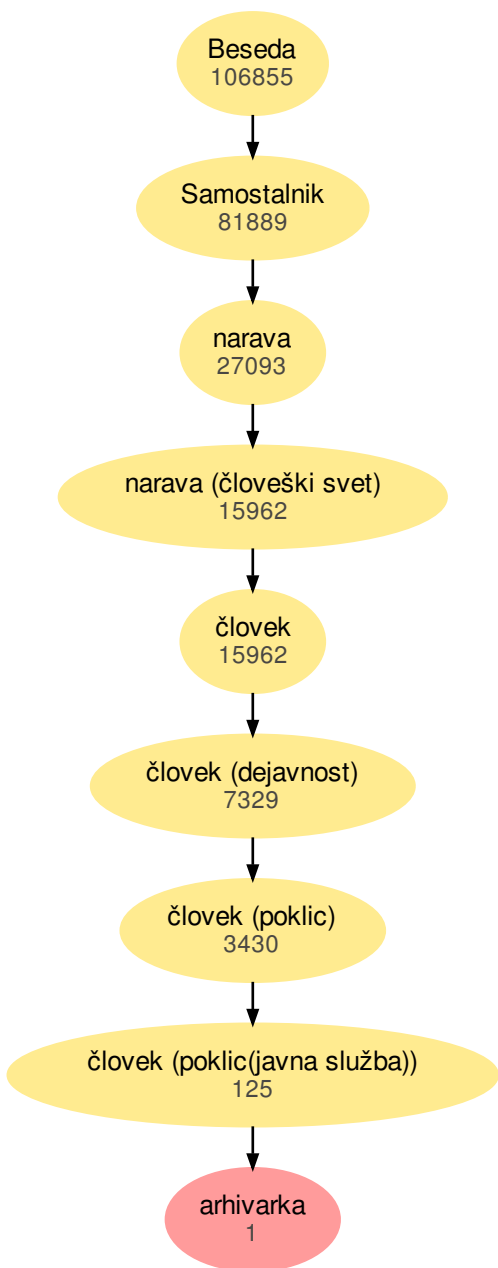 Beseda
106855
Samostalnik
81889
narava
27093
narava (človeški svet)
15962
človek
15962
človek (dejavnost)
7329
človek (poklic)
3430
človek (poklic(javna služba))
125
arhivarka
1